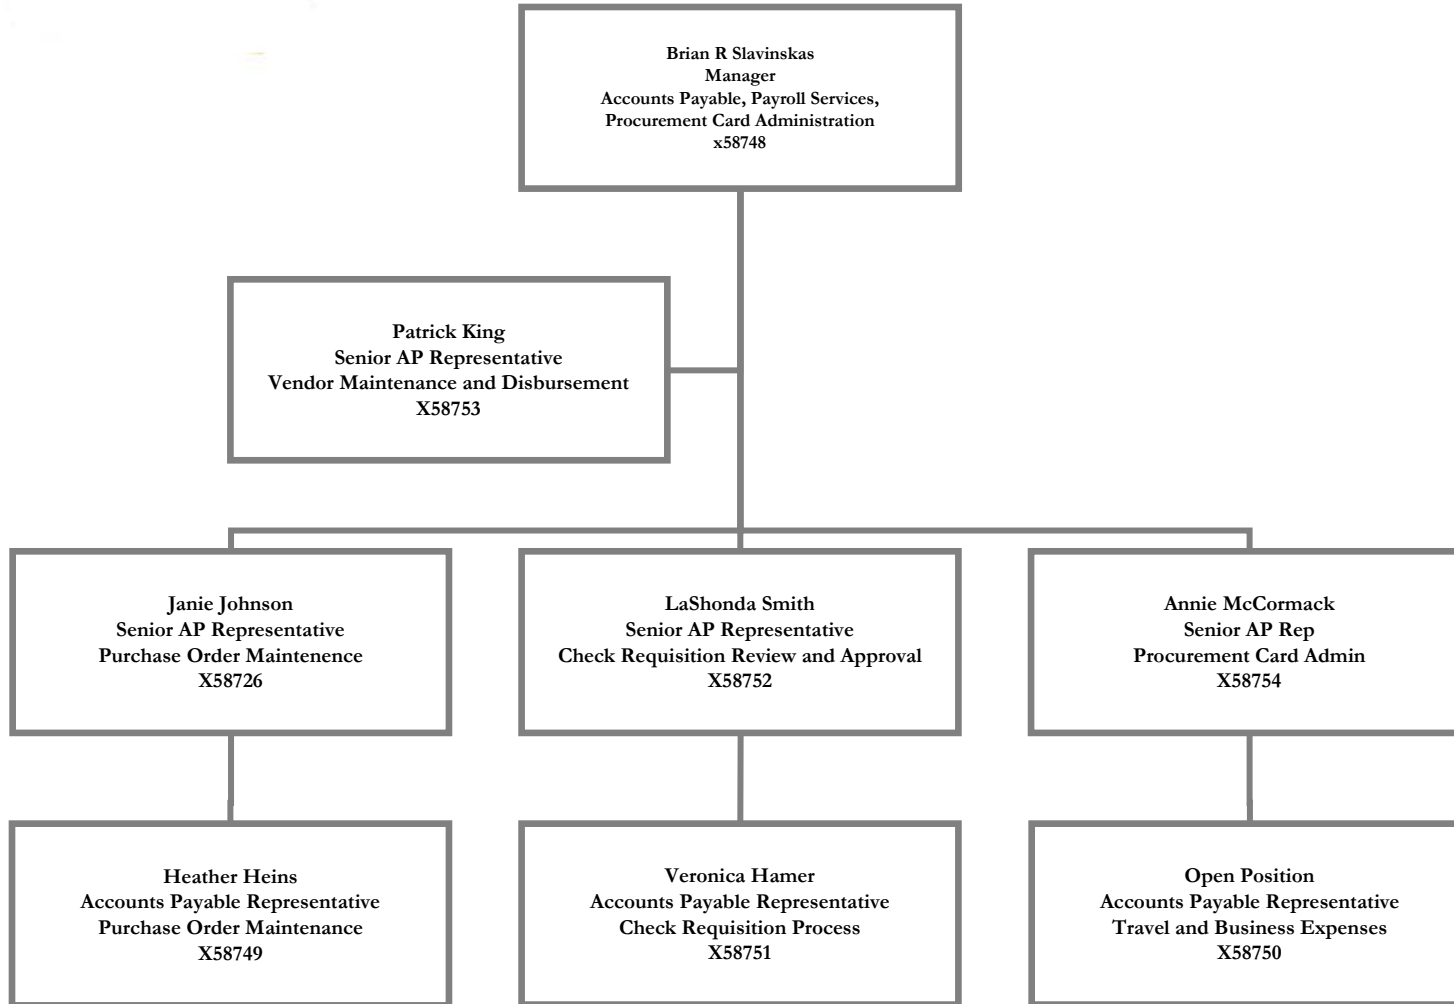 Brian R Slavinskas
Manager
Accounts Payable, Payroll Services,
Procurement Card Administration
x58748
Patrick King
Senior AP Representative
Vendor Maintenance and Disbursement
X58753
Janie Johnson
Senior AP Representative
Purchase Order Maintenence
X58726
LaShonda Smith
Senior AP Representative
Check Requisition Review and Approval
X58752
Annie McCormack
Senior AP Rep
Procurement Card Admin
X58754
Heather Heins
Accounts Payable Representative
Purchase Order Maintenance
X58749
Veronica Hamer
Accounts Payable Representative
Check Requisition Process
X58751
Open Position
Accounts Payable Representative
Travel and Business Expenses
X58750